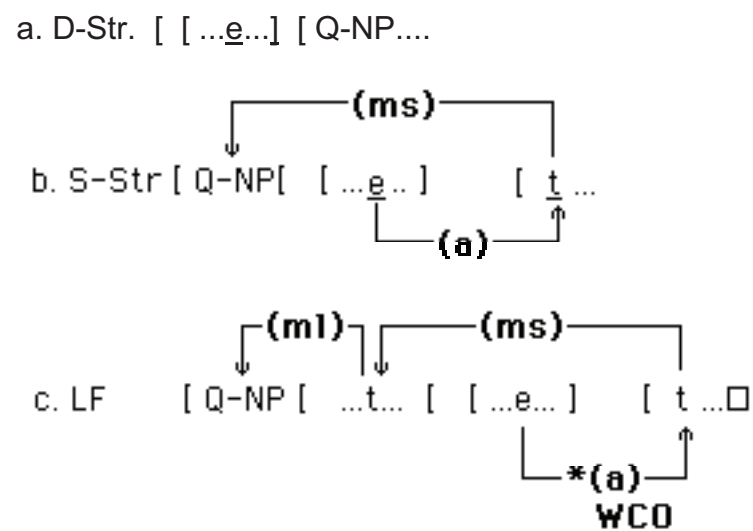 a. D-Str. [ [ ...e...] [ Q-NP....
(ms)
b. S-Str [ Q-NP[ [ ...e.. ] [ t ...
(a)
(ml) (ms)
c. LF [ Q-NP [ ...t... [ [ ...e... ] [ t ...□
*(a)
WCO